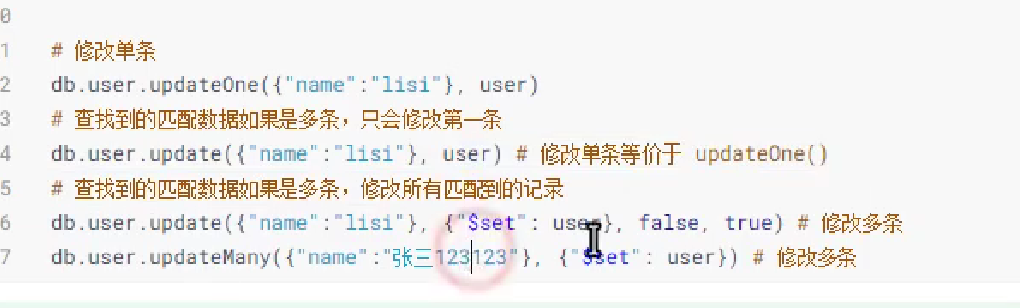 0
1 # 修改单条
2 db.user.updateOne({"name":"lisi"}, user)
3 # 查找到的匹配数据如果是多条，只会修改第一条
4 db.user.update({"name":"lisi"}, user) # 修改单条等价于 updateOne()
5 # 查找到的匹配数据如果是多条，修改所有匹配到的记录
6 db.user.update({"name":"lisi"}, {"$set": user}, false, true) # 修改多条
7 db.user.updateMany({"name":"张三123123"}, {"$set": user}) # 修改多条